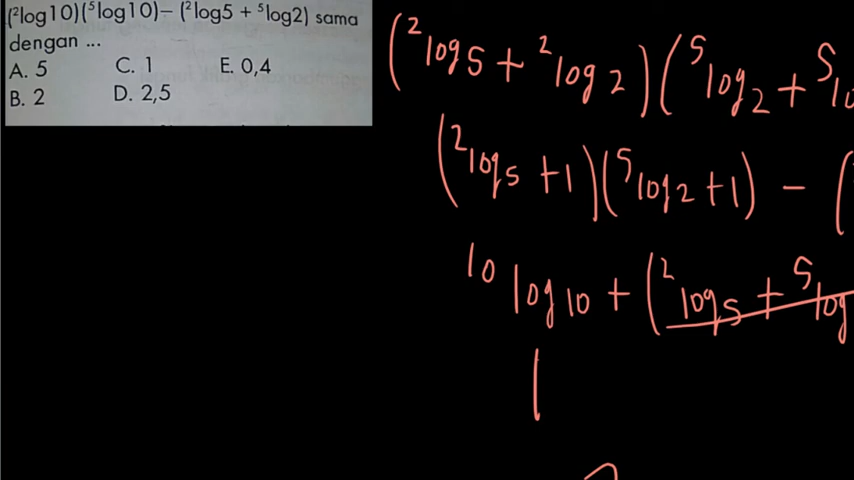 (²log10)(⁵log10) – (²log5 + ⁵log2) sama
dengan ...
A. 5 C. 1 E. 0,4
B. 2 D. 2,5
(²log5 + ²log2)(⁵log2 + ⁵lo
(²log5 + 1)(⁵log2 + 1) – (
¹⁰log10 + (²log5 + ⁵log
1